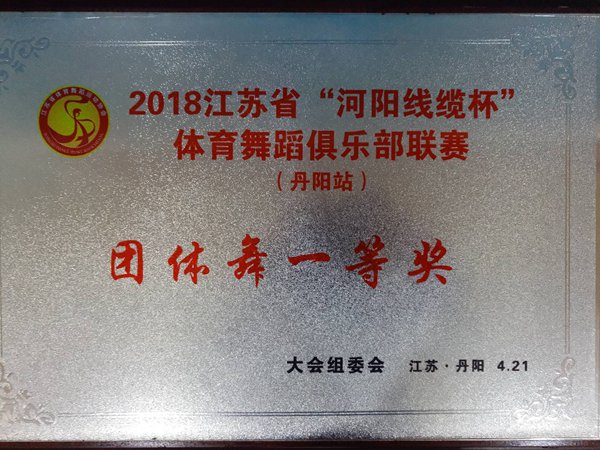 2018江苏省“河阳线缆杯”
体育舞蹈俱乐部联赛
（丹阳站）
团体舞一等奖
大会组委会 江苏·丹阳 4.21